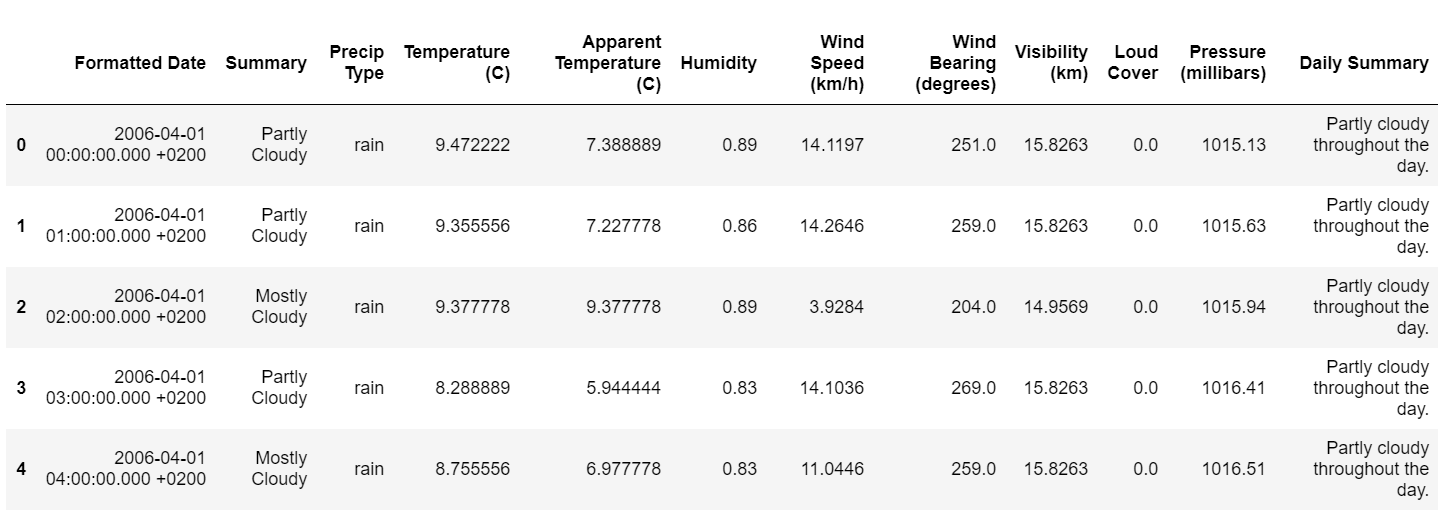 Formatted Date Summary Precip Type Temperature (C) Apparent Temperature (C) Humidity Wind Speed (km/h) Wind Bearing (degrees) Visibility (km) Loud Cover Pressure (millibars) Daily Summary
0 2006-04-01 00:00:00.000 +0200 Partly Cloudy rain 9.472222 7.388889 0.89 14.1197 251.0 15.8263 0.0 1015.13 Partly cloudy throughout the day.
1 2006-04-01 01:00:00.000 +0200 Partly Cloudy rain 9.355556 7.227778 0.86 14.2646 259.0 15.8263 0.0 1015.63 Partly cloudy throughout the day.
2 2006-04-01 02:00:00.000 +0200 Mostly Cloudy rain 9.377778 9.377778 0.89 3.9284 204.0 14.9569 0.0 1015.94 Partly cloudy throughout the day.
3 2006-04-01 03:00:00.000 +0200 Partly Cloudy rain 8.288889 5.944444 0.83 14.1036 269.0 15.8263 0.0 1016.41 Partly cloudy throughout the day.
4 2006-04-01 04:00:00.000 +0200 Mostly Cloudy rain 8.755556 6.977778 0.83 11.0446 259.0 15.8263 0.0 1016.51 Partly cloudy throughout the day.